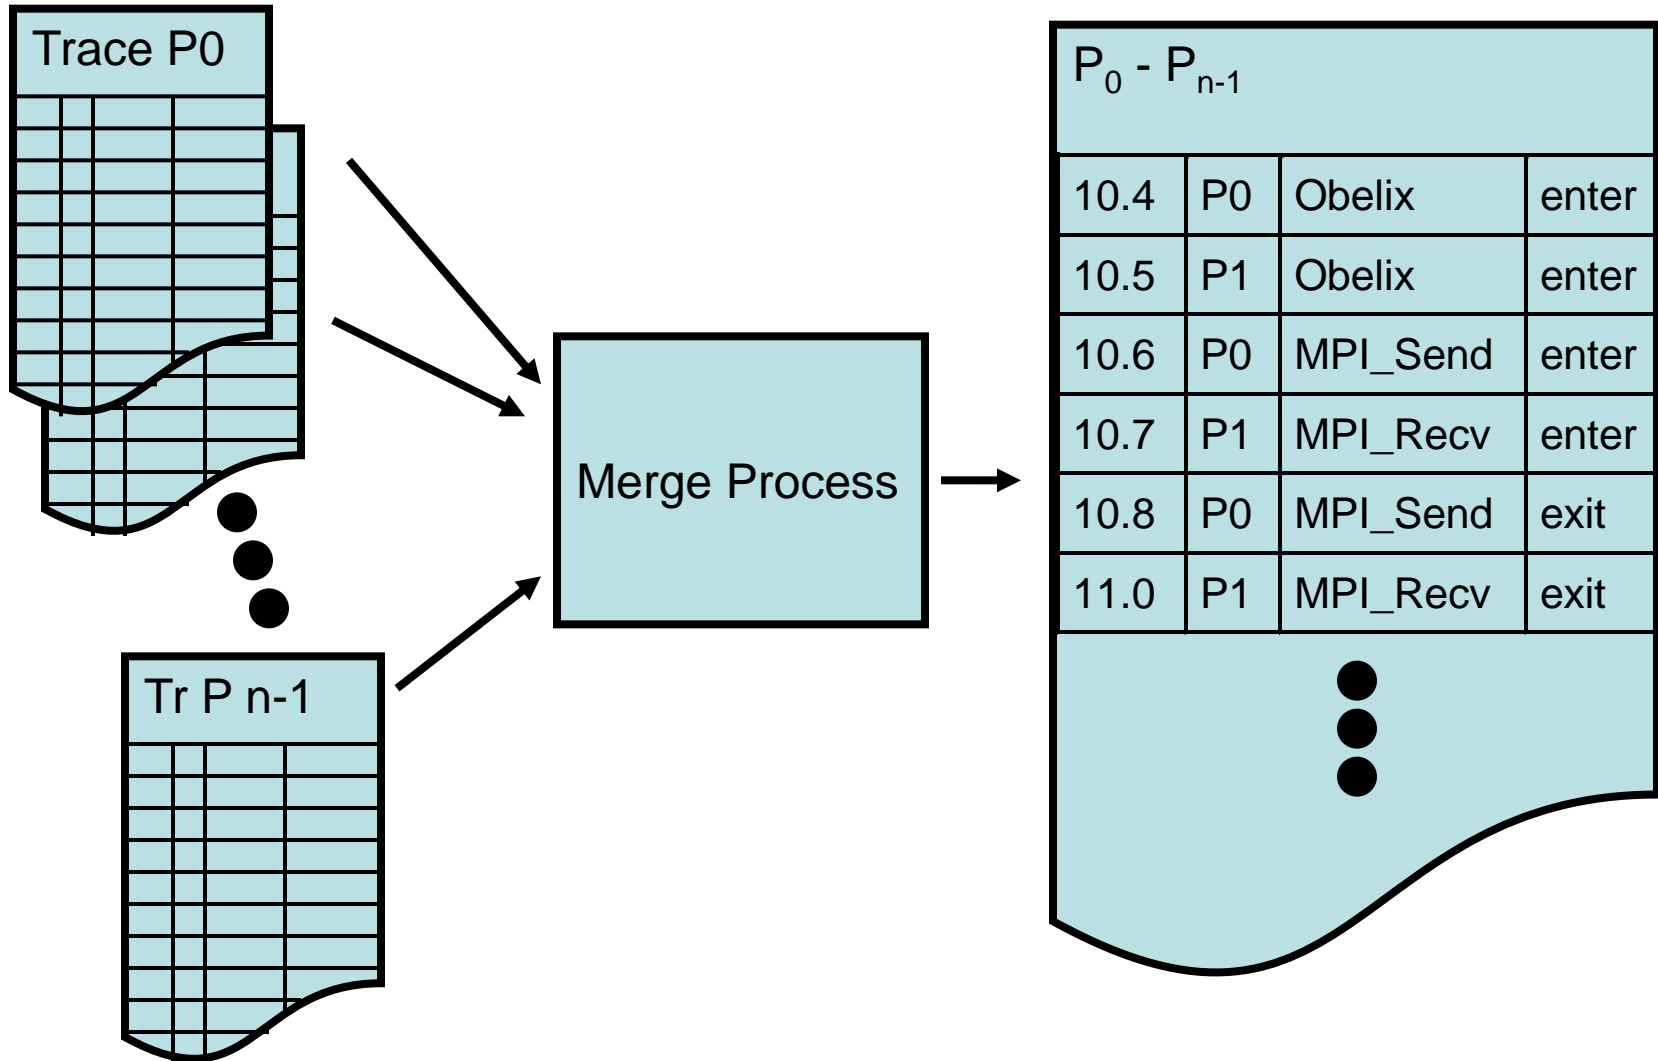 Trace P0
Tr P n-1
Merge Process
P0 - Pn-1
10.4 P0 Obelix enter
10.5 P1 Obelix enter
10.6 P0 MPI_Send enter
10.7 P1 MPI_Recv enter
10.8 P0 MPI_Send exit
11.0 P1 MPI_Recv exit